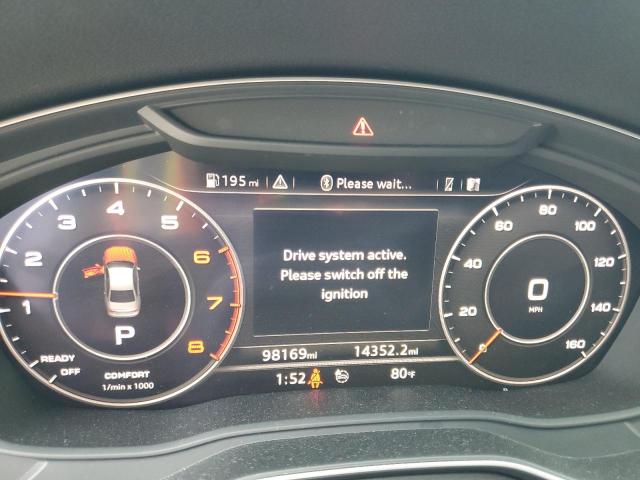 195 mi Please wait...
Drive system active.
Please switch off the
ignition
1 2 3 4 5 6 7 8
P
READY
OFF
COMFORT
1/min x 1000
20 40 60 80 100 120 140 160
0
MPH
98169mi 14352.2mi
1:52 80°F